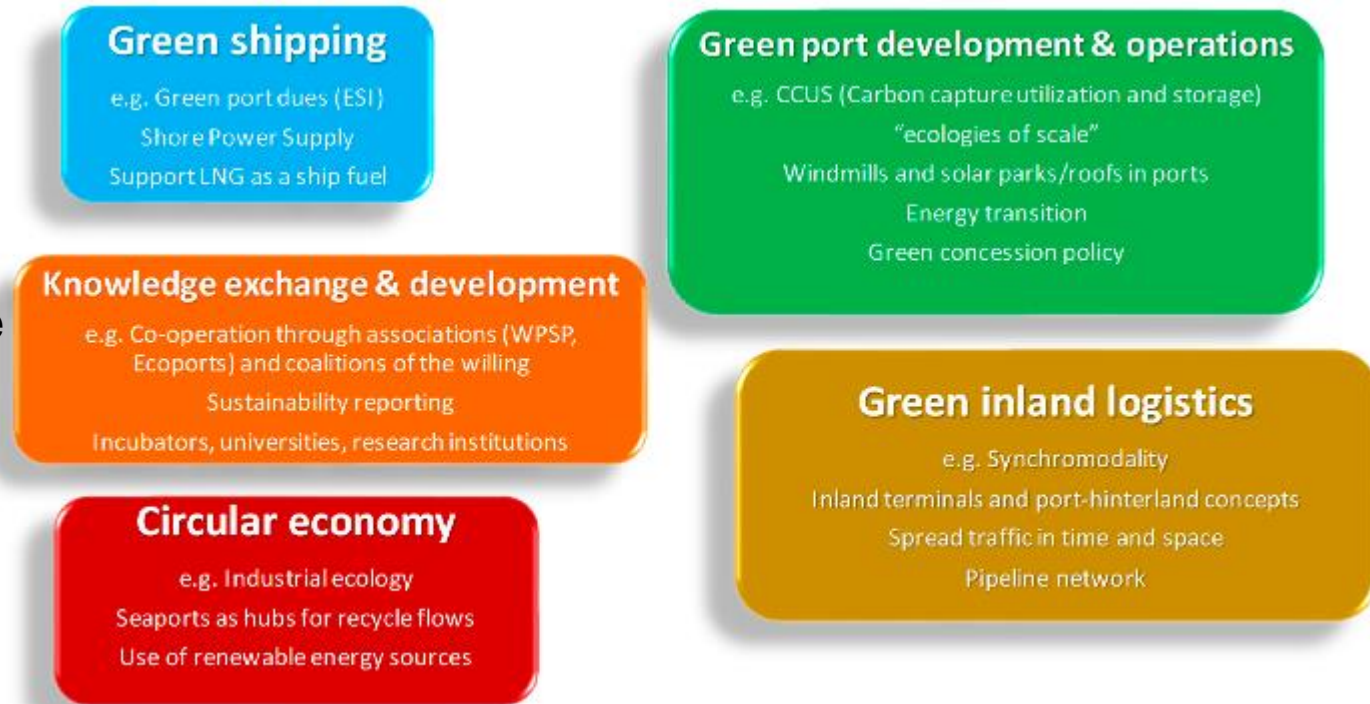 Green shipping
e.g. Green port dues (ESI)
Shore Power Supply
Support LNG as a ship fuel
Green port development & operations
e.g. CCUS (Carbon capture utilization and storage)
"ecologies of scale"
Windmills and solar parks/roofs in ports
Energy transition
Green concession policy
Knowledge exchange & development
e.g. Co-operation through associations (WPSP,
Ecoports) and coalitions of the willing
Sustainability reporting
Incubators, universities, research institutions
Green inland logistics
e.g. Synchromodality
Inland terminals and port-hinterland concepts
Spread traffic in time and space
Pipeline network
Circular economy
e.g. Industrial ecology
Seaports as hubs for recycle flows
Use of renewable energy sources